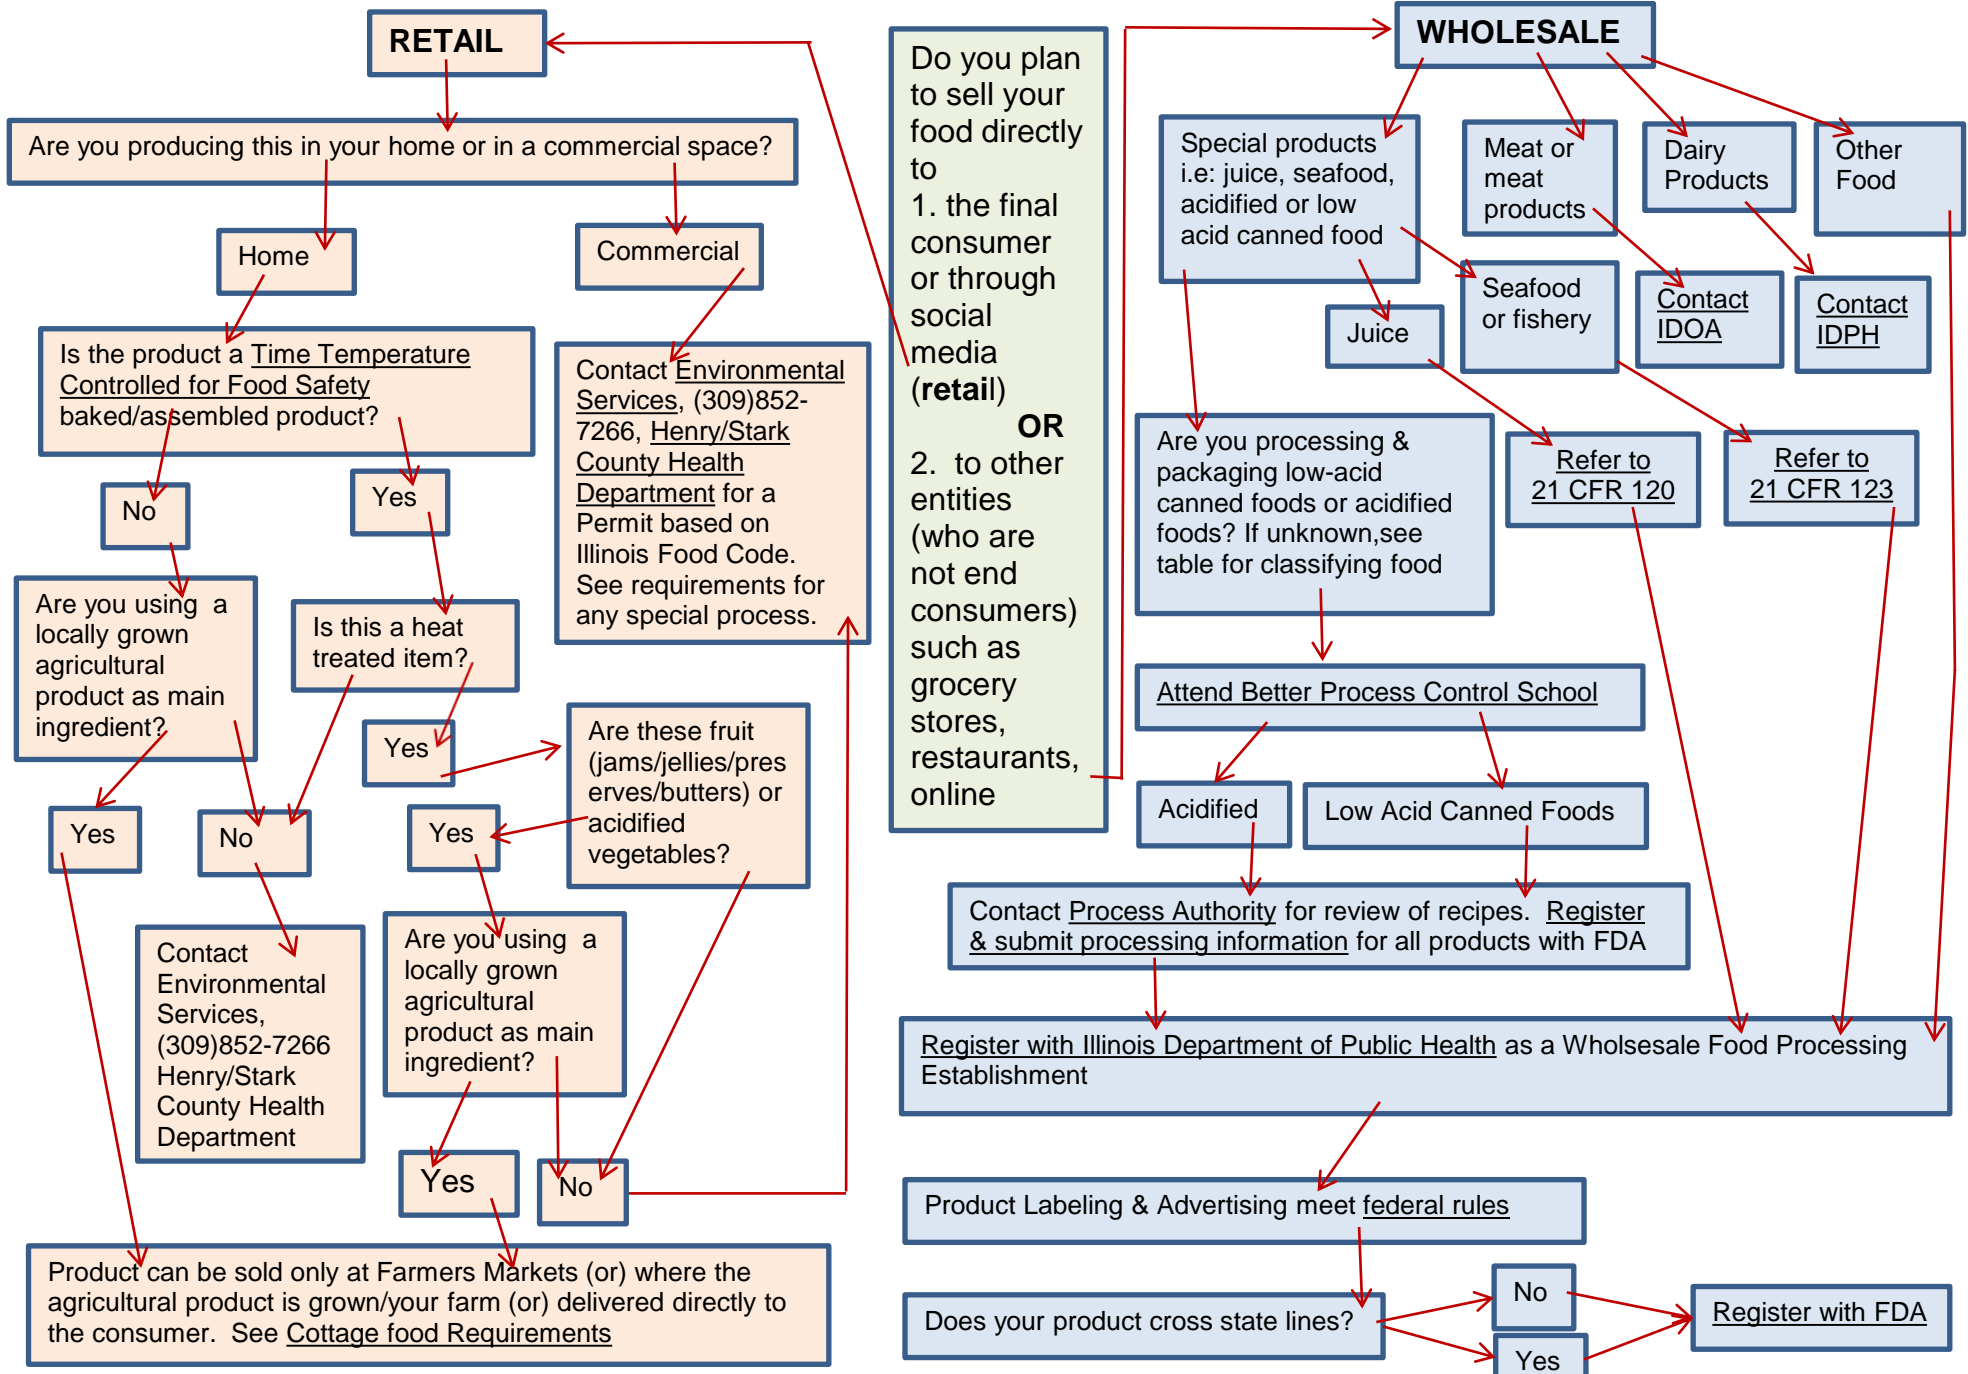 RETAIL
Are you producing this in your home or in a commercial space?
Home
Commercial
Is the product a Time Temperature
Controlled for Food Safety
baked/assembled product?
Contact Environmental
Services, (309)852-
7266, Henry/Stark
County Health
Department for a
Permit based on
Illinois Food Code.
See requirements for
any special process.
No
Yes
Are you using a
locally grown
agricultural
product as main
ingredient?
Is this a heat
treated item?
Yes
Are these fruit
(jams/jellies/pres
erves/butters) or
acidified
vegetables?
Yes
No
Yes
Contact
Environmental
Services,
(309)852-7266
Henry/Stark
County Health
Department
Are you using a
locally grown
agricultural
product as main
ingredient?
Yes
No
Product can be sold only at Farmers Markets (or) where the
agricultural product is grown/your farm (or) delivered directly to
the consumer. See Cottage food Requirements
Do you plan
to sell your
food directly
to
1. the final
consumer
or through
social
media
(retail)
OR
2. to other
entities
(who are
not end
consumers)
such as
grocery
stores,
restaurants,
online
WHOLESALE
Special products
i.e: juice, seafood,
acidified or low
acid canned food
Meat or
meat
products
Dairy
Products
Other
Food
Juice
Seafood
or fishery
Contact
IDOA
Contact
IDPH
Are you processing &
packaging low-acid
canned foods or acidified
foods? If unknown,see
table for classifying food
Refer to
21 CFR 120
Refer to
21 CFR 123
Attend Better Process Control School
Acidified
Low Acid Canned Foods
Contact Process Authority for review of recipes. Register
& submit processing information for all products with FDA
Register with Illinois Department of Public Health as a Wholsesale Food Processing
Establishment
Product Labeling & Advertising meet federal rules
Does your product cross state lines?
No
Yes
Register with FDA